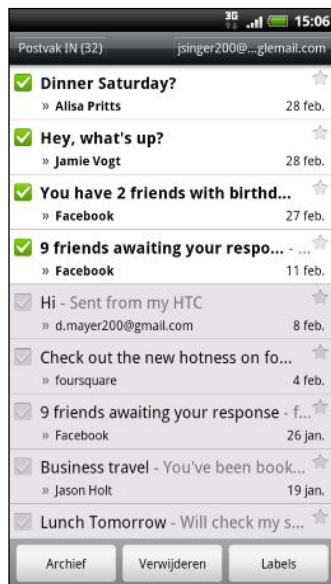 3G 15:06
Postvak IN (32) jsinger200@...glemail.com
Dinner Saturday?
» Alisa Pritts 28 feb.
Hey, what's up?
» Jamie Vogt 28 feb.
You have 2 friends with birthd...
» Facebook 27 feb.
9 friends awaiting your respo... - ...
» Facebook 11 feb.
Hi - Sent from my HTC
» d.mayer200@gmail.com 8 feb.
Check out the new hotness on fo...
» foursquare 4 feb.
9 friends awaiting your response - f...
» Facebook 26 jan.
Business travel - You've been book...
» Jason Holt 19 jan.
Lunch Tomorrow - Will check my s...
Archief Verwijderen Labels